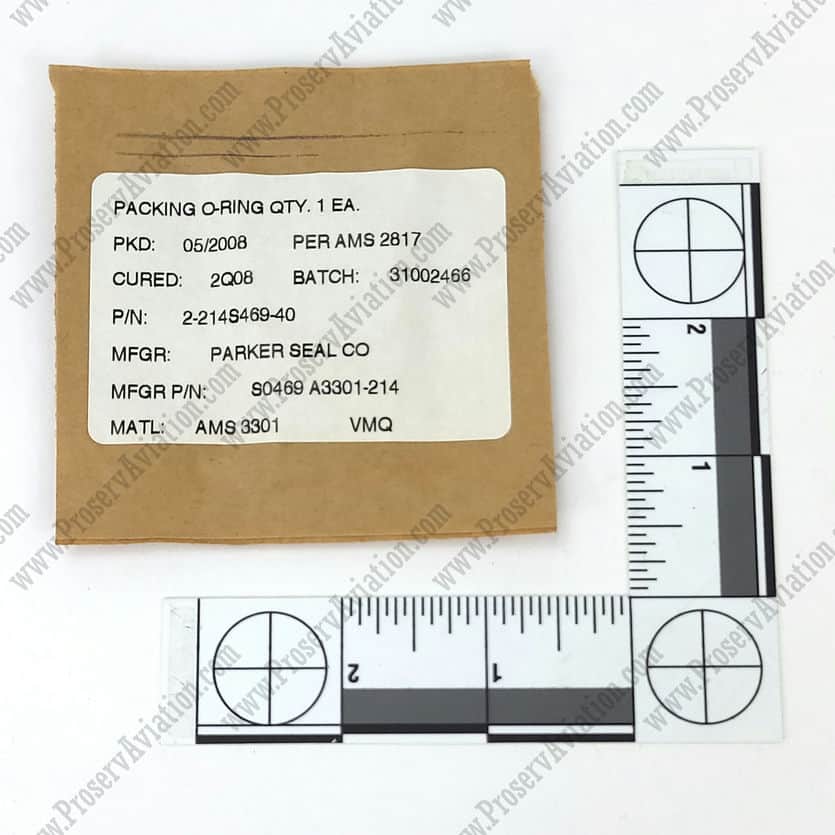 PACKING O-RING QTY. 1 EA.
PKD: 05/2008 PER AMS 2817
CURED: 2Q08 BATCH: 31002466
P/N: 2-214S469-40
MFGR: PARKER SEAL CO
MFGR P/N: S0469 A3301-214
MATL: AMS 3301 VMQ
2
1
2
1
www.ProservAviation.com